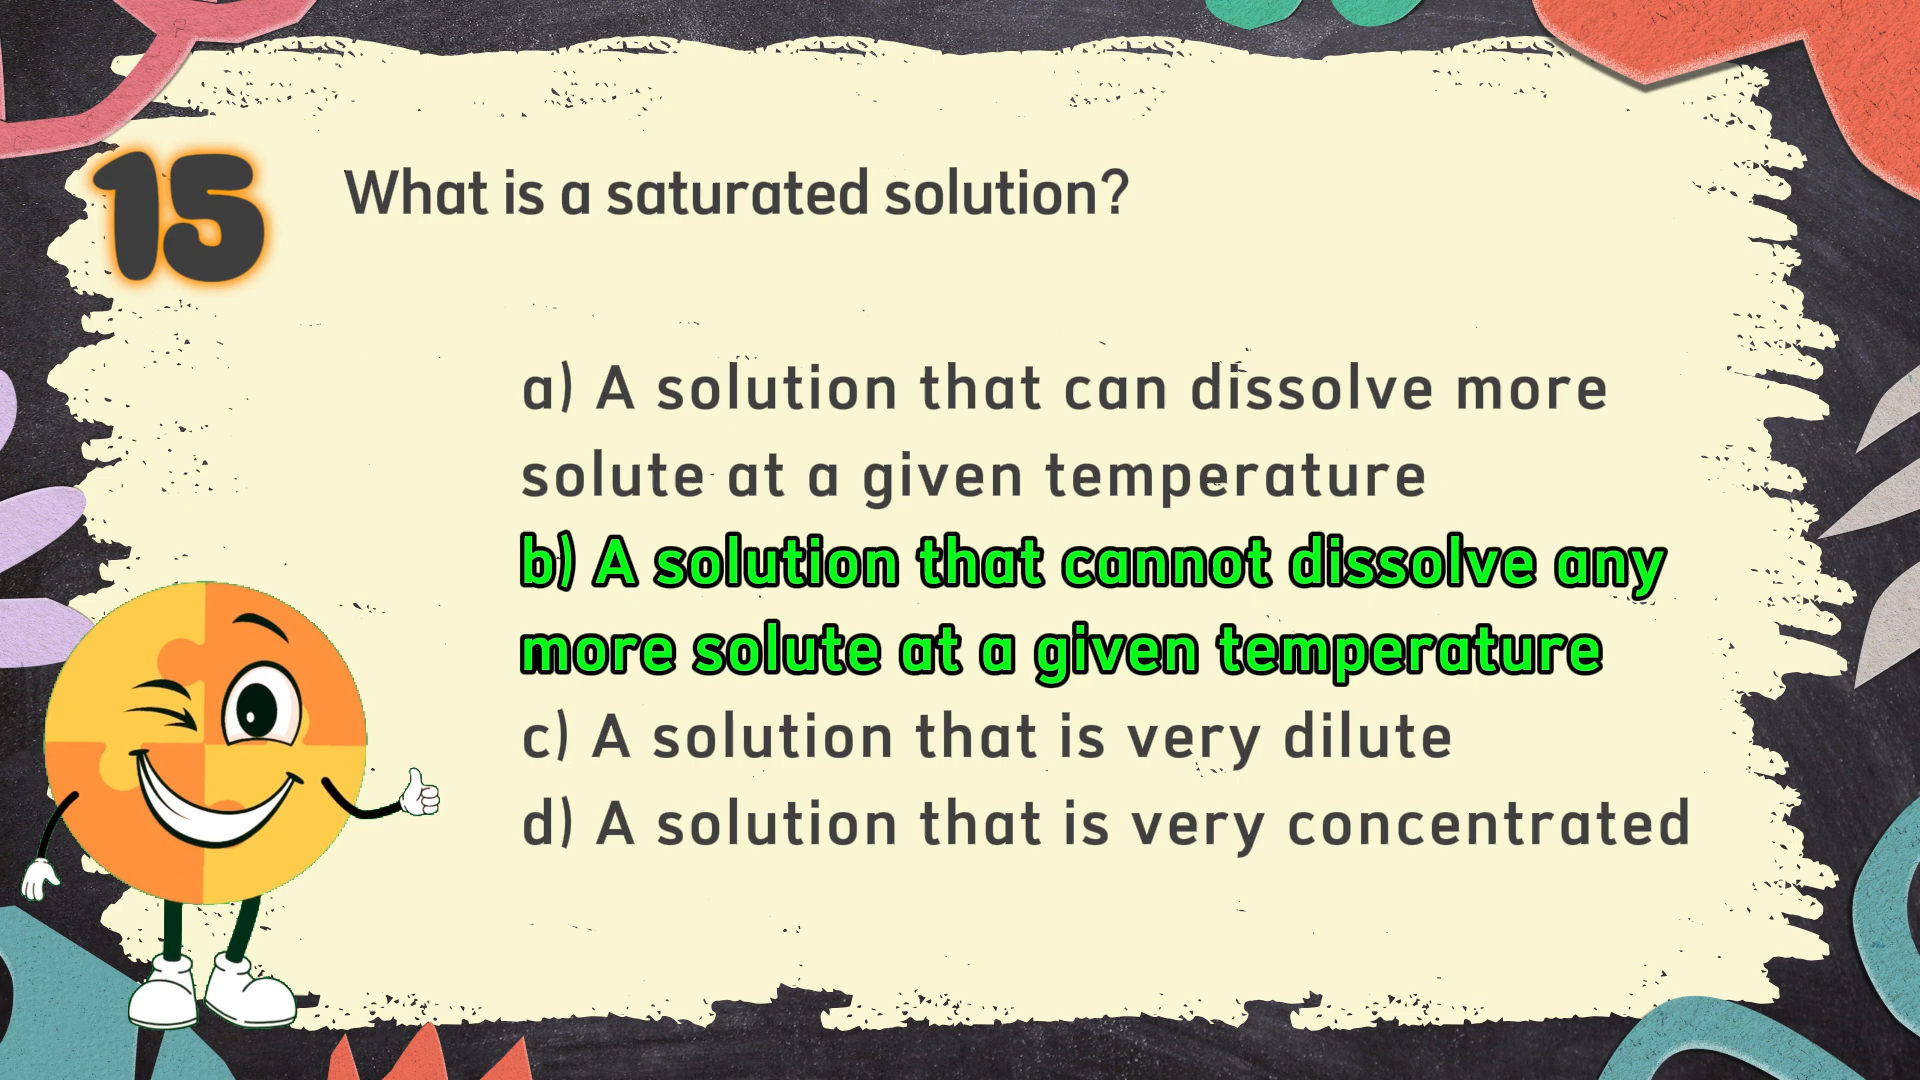 15
What is a saturated solution?
a) A solution that can dissolve more
solute at a given temperature
b) A solution that cannot dissolve any
more solute at a given temperature
c) A solution that is very dilute
d) A solution that is very concentrated